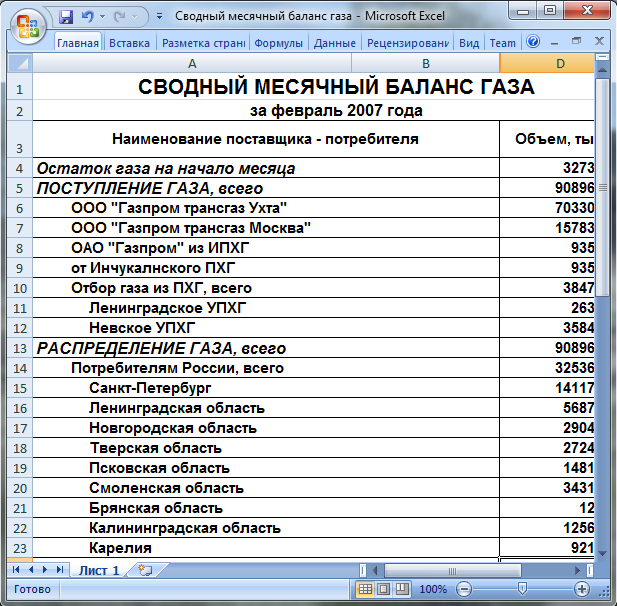 Сводный месячный баланс газа - Microsoft Excel
Главная Вставка Разметка страні Формулы Данные Рецензировани Вид Team
A B D
1 СВОДНЫЙ МЕСЯЧНЫЙ БАЛАНС ГАЗА
2 за февраль 2007 года
3 Наименование поставщика - потребителя Объем, ты
4 Остаток газа на начало месяца 3273
5 ПОСТУПЛЕНИЕ ГАЗА, всего 90896
6 ООО "Газпром трансгаз Ухта" 70330
7 ООО "Газпром трансгаз Москва" 15783
8 ОАО "Газпром" из ИПХГ 935
9 от Инчукалнского ПХГ 935
10 Отбор газа из ПХГ, всего 3847
11 Ленинградское УПХГ 263
12 Невское УПХГ 3584
13 РАСПРЕДЕЛЕНИЕ ГАЗА, всего 90896
14 Потребителям России, всего 32536
15 Санкт-Петербург 14117
16 Ленинградская область 5687
17 Новгородская область 2904
18 Тверская область 2724
19 Псковская область 1481
20 Смоленская область 3431
21 Брянская область 12
22 Калининградская область 1256
23 Карелия 921
Лист 1
Готово 100%